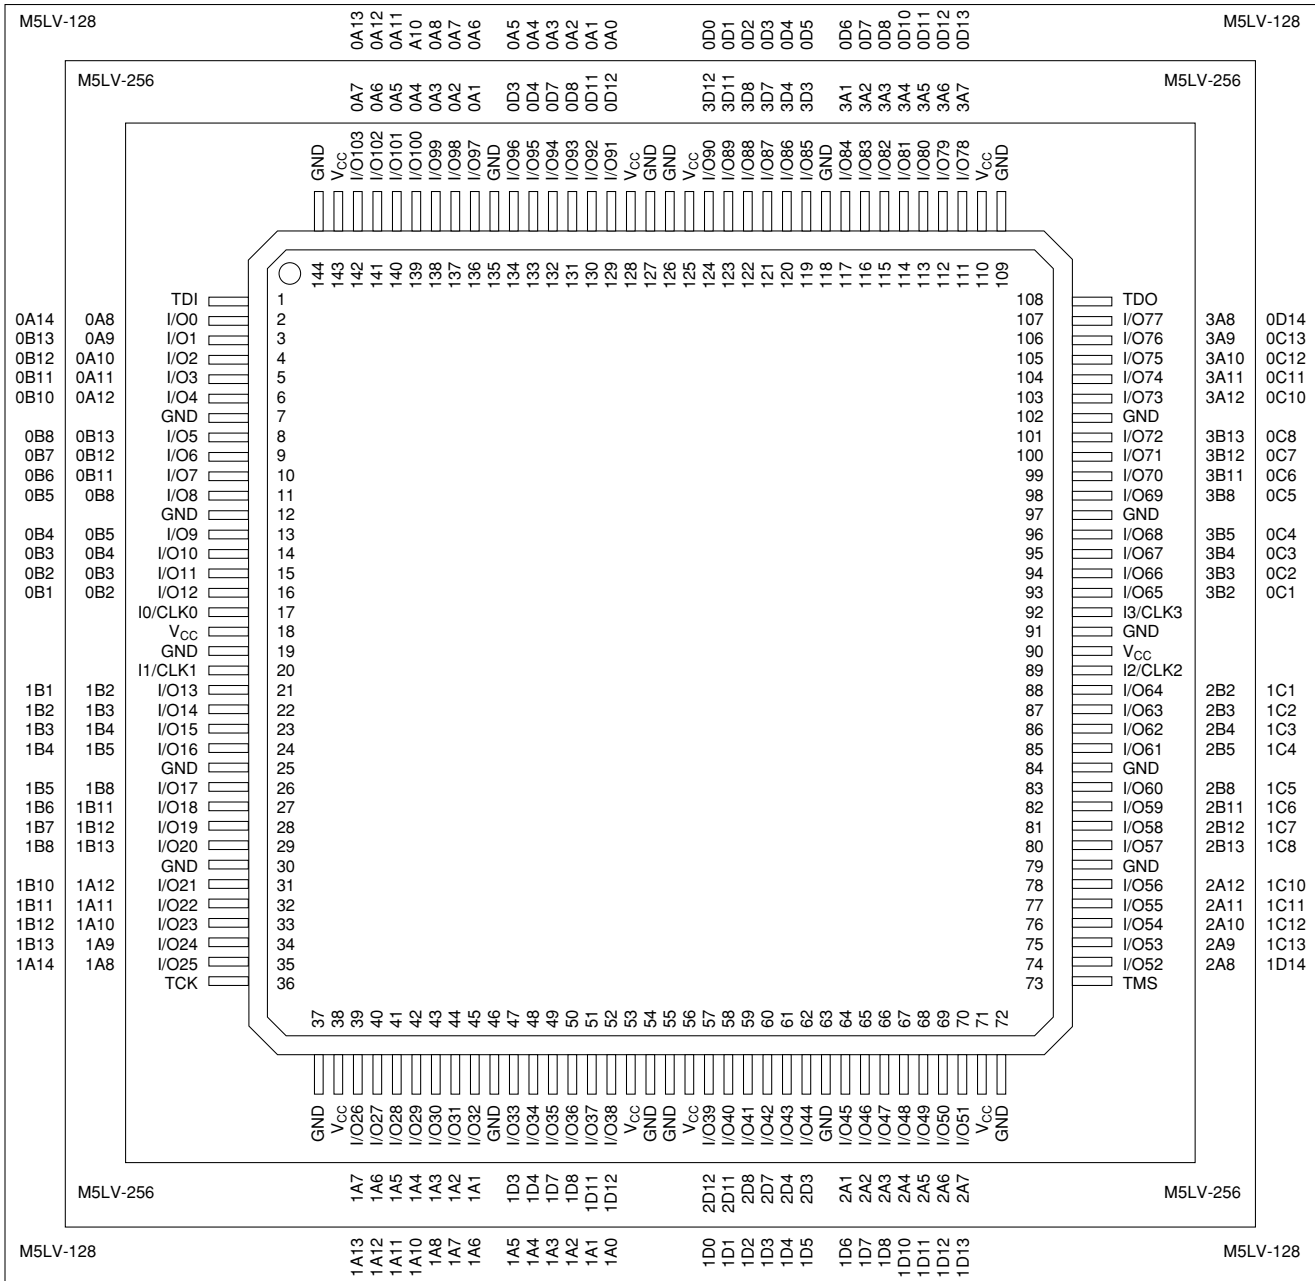 M5LV-128
0A13 0A12 0A11 A10 0A8 0A7 0A6 0A5 0A4 0A3 0A2 0A1 0A0 0D0 0D1 0D2 0D3 0D4 0D5 0D6 0D7 0D8 0D10 0D11 0D12 0D13
M5LV-128
M5LV-256
0A7 0A6 0A5 0A4 0A3 0A2 0A1 0D3 0D4 0D7 0D8 0D11 0D12 3D12 3D11 3D8 3D7 3D4 3D3 3A1 3A2 3A3 3A4 3A5 3A6 3A7
M5LV-256
GND VCC I/O103 I/O102 I/O101 I/O100 I/O99 I/O98 I/O97 GND I/O96 I/O95 I/O94 I/O93 I/O92 I/O91 VCC GND GND VCC I/O90 I/O89 I/O88 I/O87 I/O86 I/O85 GND I/O84 I/O83 I/O82 I/O81 I/O80 I/O79 I/O78 VCC GND
144 143 142 141 140 139 138 137 136 135 134 133 132 131 130 129 128 127 126 125 124 123 122 121 120 119 118 117 116 115 114 113 112 111 110 109
TDI 1 108 TDO
0A14 0A8 I/O0 2 107 I/O77 3A8 0D14
0B13 0A9 I/O1 3 106 I/O76 3A9 0C13
0B12 0A10 I/O2 4 105 I/O75 3A10 0C12
0B11 0A11 I/O3 5 104 I/O74 3A11 0C11
0B10 0A12 I/O4 6 103 I/O73 3A12 0C10
GND 7 102 GND
0B8 0B13 I/O5 8 101 I/O72 3B13 0C8
0B7 0B12 I/O6 9 100 I/O71 3B12 0C7
0B6 0B11 I/O7 10 99 I/O70 3B11 0C6
0B5 0B8 I/O8 11 98 I/O69 3B8 0C5
GND 12 97 GND
0B4 0B5 I/O9 13 96 I/O68 3B5 0C4
0B3 0B4 I/O10 14 95 I/O67 3B4 0C3
0B2 0B3 I/O11 15 94 I/O66 3B3 0C2
0B1 0B2 I/O12 16 93 I/O65 3B2 0C1
I0/CLK0 17 92 I3/CLK3
VCC 18 91 GND
GND 19 90 VCC
I1/CLK1 20 89 I2/CLK2
1B1 1B2 I/O13 21 88 I/O64 2B2 1C1
1B2 1B3 I/O14 22 87 I/O63 2B3 1C2
1B3 1B4 I/O15 23 86 I/O62 2B4 1C3
1B4 1B5 I/O16 24 85 I/O61 2B5 1C4
GND 25 84 GND
1B5 1B8 I/O17 26 83 I/O60 2B8 1C5
1B6 1B11 I/O18 27 82 I/O59 2B11 1C6
1B7 1B12 I/O19 28 81 I/O58 2B12 1C7
1B8 1B13 I/O20 29 80 I/O57 2B13 1C8
GND 30 79 GND
1B10 1A12 I/O21 31 78 I/O56 2A12 1C10
1B11 1A11 I/O22 32 77 I/O55 2A11 1C11
1B12 1A10 I/O23 33 76 I/O54 2A10 1C12
1B13 1A9 I/O24 34 75 I/O53 2A9 1C13
1A14 1A8 I/O25 35 74 I/O52 2A8 1D14
TCK 36 73 TMS
37 38 39 40 41 42 43 44 45 46 47 48 49 50 51 52 53 54 55 56 57 58 59 60 61 62 63 64 65 66 67 68 69 70 71 72
GND VCC I/O26 I/O27 I/O28 I/O29 I/O30 I/O31 I/O32 GND I/O33 I/O34 I/O35 I/O36 I/O37 I/O38 VCC GND GND VCC I/O39 I/O40 I/O41 I/O42 I/O43 I/O44 GND I/O45 I/O46 I/O47 I/O48 I/O49 I/O50 I/O51 VCC GND
M5LV-256
1A7 1A6 1A5 1A4 1A3 1A2 1A1 1D3 1D4 1D7 1D8 1D11 1D12 2D12 2D11 2D8 2D7 2D4 2D3 2A1 2A2 2A3 2A4 2A5 2A6 2A7
M5LV-256
M5LV-128
1A13 1A12 1A11 1A10 1A8 1A7 1A6 1A5 1A4 1A3 1A2 1A1 1A0 1D0 1D1 1D2 1D3 1D4 1D5 1D6 1D7 1D8 1D10 1D11 1D12 1D13
M5LV-128